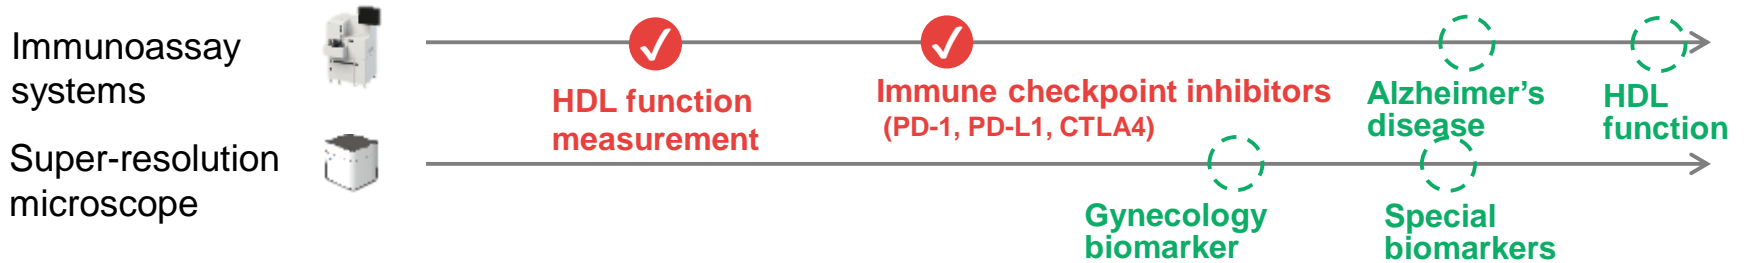 Immunoassay
systems
HDL function
measurement
Immune checkpoint inhibitors
(PD-1, PD-L1, CTLA4)
Alzheimer's
disease
HDL
function
Super-resolution
microscope
Gynecology
biomarker
Special
biomarkers